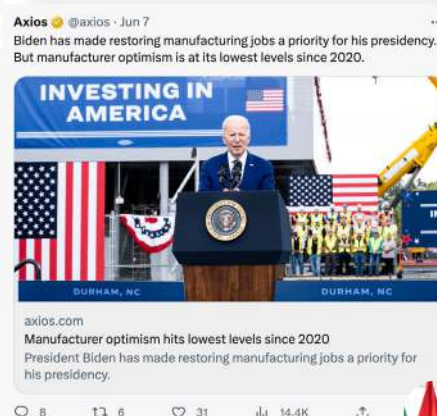 Axios @axios · Jun 7
Biden has made restoring manufacturing jobs a priority for his presidency.
But manufacturer optimism is at its lowest levels since 2020.
INVESTING IN
AMERICA
DURHAM, NC
DURHAM, NC
axios.com
Manufacturer optimism hits lowest levels since 2020
President Biden has made restoring manufacturing jobs a priority for
his presidency.
8 6 31 14.4K